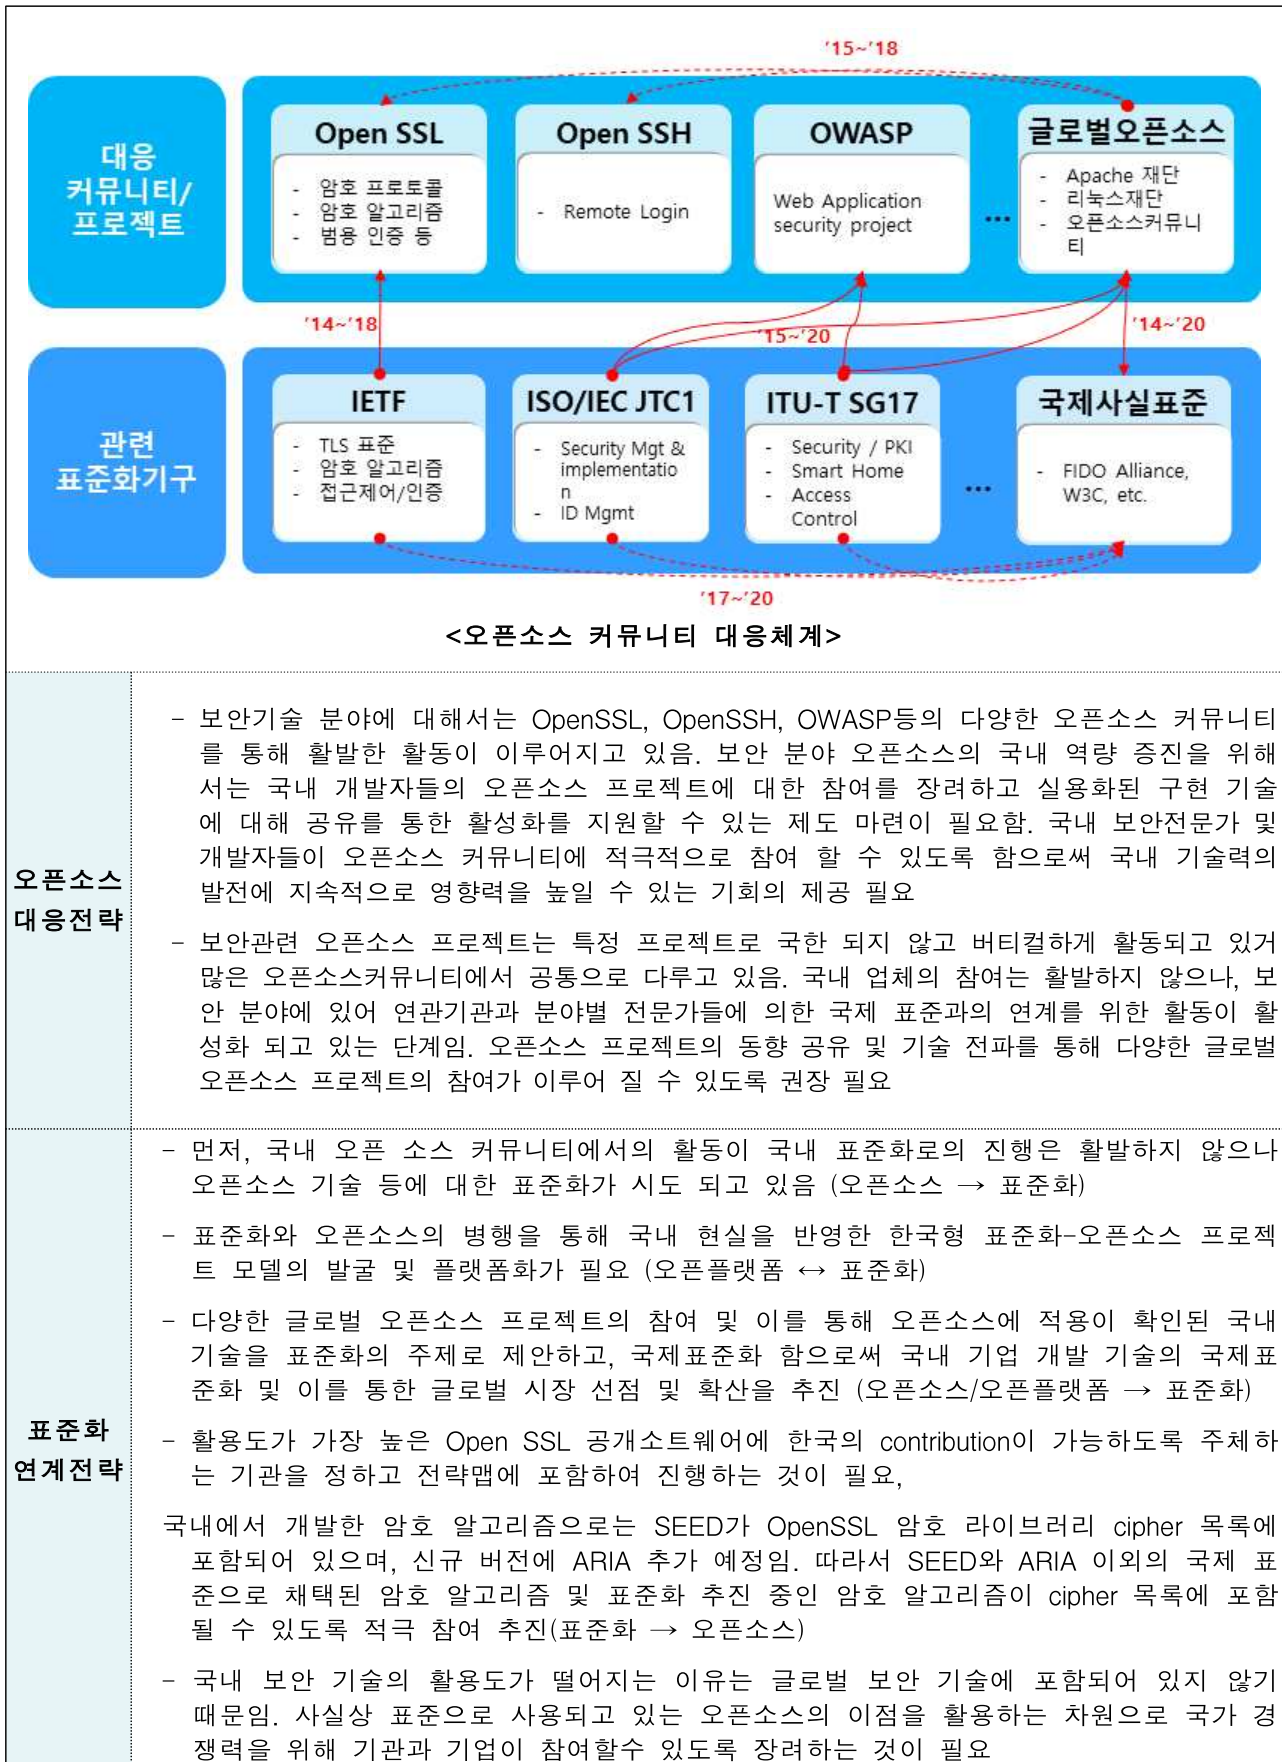 '15~'18
대응
커뮤니티/
프로젝트
Open SSL
- 암호 프로토콜
- 암호 알고리즘
- 범용 인증 등
Open SSH
- Remote Login
OWASP
Web Application
security project
...
글로벌오픈소스
- Apache 재단
- 리눅스재단
- 오픈소스커뮤니
티
'14~'18
'15~'20
'14~'20
관련
표준화기구
IETF
- TLS 표준
- 암호 알고리즘
- 접근제어/인증
ISO/IEC JTC1
- Security Mgt &
implementatio
n
- ID Mgmt
ITU-T SG17
- Security / PKI
- Smart Home
- Access
Control
...
국제사실표준
- FIDO Alliance,
W3C, etc.
'17~'20
<오픈소스 커뮤니티 대응체계>
오픈소스
대응전략
- 보안기술 분야에 대해서는 OpenSSL, OpenSSH, OWASP등의 다양한 오픈소스 커뮤니티
를 통해 활발한 활동이 이루어지고 있음. 보안 분야 오픈소스의 국내 역량 증진을 위해
서는 국내 개발자들의 오픈소스 프로젝트에 대한 참여를 장려하고 실용화된 구현 기술
에 대해 공유를 통한 활성화를 지원할 수 있는 제도 마련이 필요함. 국내 보안전문가 및
개발자들이 오픈소스 커뮤니티에 적극적으로 참여 할 수 있도록 함으로써 국내 기술력의
발전에 지속적으로 영향력을 높일 수 있는 기회의 제공 필요
- 보안관련 오픈소스 프로젝트는 특정 프로젝트로 국한 되지 않고 버티컬하게 활동되고 있거
많은 오픈소스커뮤니티에서 공통으로 다루고 있음. 국내 업체의 참여는 활발하지 않으나, 보
안 분야에 있어 연관기관과 분야별 전문가들에 의한 국제 표준과의 연계를 위한 활동이 활
성화 되고 있는 단계임. 오픈소스 프로젝트의 동향 공유 및 기술 전파를 통해 다양한 글로벌
오픈소스 프로젝트의 참여가 이루어 질 수 있도록 권장 필요
표준화
연계전략
- 먼저, 국내 오픈 소스 커뮤니티에서의 활동이 국내 표준화로의 진행은 활발하지 않으나
오픈소스 기술 등에 대한 표준화가 시도 되고 있음 (오픈소스 → 표준화)
- 표준화와 오픈소스의 병행을 통해 국내 현실을 반영한 한국형 표준화-오픈소스 프로젝
트 모델의 발굴 및 플랫폼화가 필요 (오픈플랫폼 ↔ 표준화)
- 다양한 글로벌 오픈소스 프로젝트의 참여 및 이를 통해 오픈소스에 적용이 확인된 국내
기술을 표준화의 주제로 제안하고, 국제표준화 함으로써 국내 기업 개발 기술의 국제표
준화 및 이를 통한 글로벌 시장 선점 및 확산을 추진 (오픈소스/오픈플랫폼 → 표준화)
- 활용도가 가장 높은 Open SSL 공개소트웨어에 한국의 contribution이 가능하도록 주체하
는 기관을 정하고 전략맵에 포함하여 진행하는 것이 필요,
국내에서 개발한 암호 알고리즘으로는 SEED가 OpenSSL 암호 라이브러리 cipher 목록에
포함되어 있으며, 신규 버전에 ARIA 추가 예정임. 따라서 SEED와 ARIA 이외의 국제 표
준으로 채택된 암호 알고리즘 및 표준화 추진 중인 암호 알고리즘이 cipher 목록에 포함
될 수 있도록 적극 참여 추진(표준화 → 오픈소스)
- 국내 보안 기술의 활용도가 떨어지는 이유는 글로벌 보안 기술에 포함되어 있지 않기
때문임. 사실상 표준으로 사용되고 있는 오픈소스의 이점을 활용하는 차원으로 국가 경
쟁력을 위해 기관과 기업이 참여할수 있도록 장려하는 것이 필요